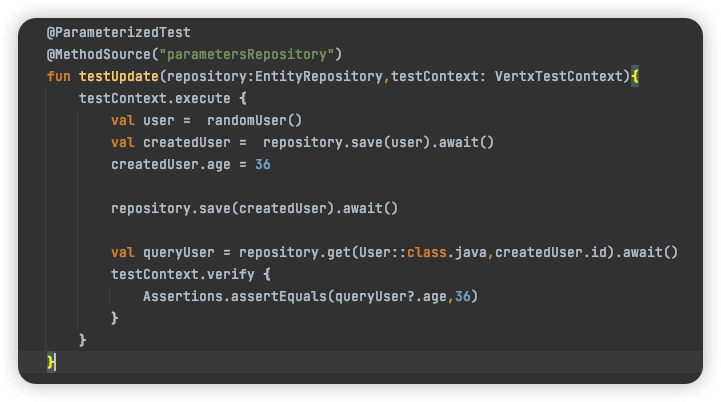 @ParameterizedTest
@MethodSource("parametersRepository")
fun testUpdate(repository:EntityRepository,testContext: VertxTestContext){
testContext.execute {
val user =  randomUser()
val createdUser =  repository.save(user).await()
createdUser.age = 36
repository.save(createdUser).await()
val queryUser = repository.get(User::class.java,createdUser.id).await()
testContext.verify {
Assertions.assertEquals(queryUser?.age,36)
}
}
}